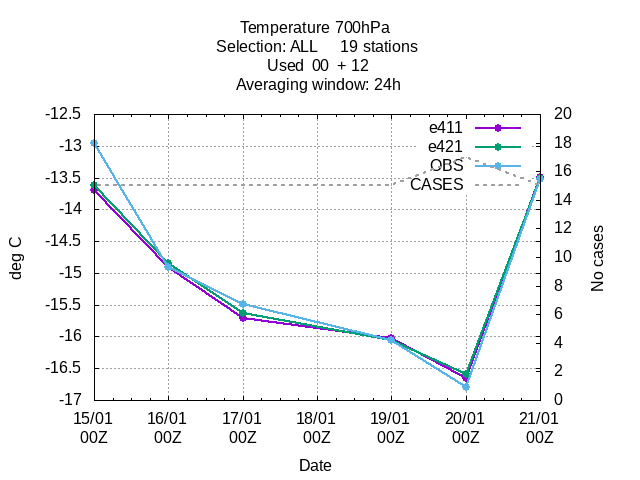 Temperature 700hPa
Selection: ALL     19 stations
Used  00  + 12
Averaging window: 24h
-12.5
-13
-13.5
-14
-14.5
-15
-15.5
-16
-16.5
-17
deg C
20
18
16
14
12
10
8
6
4
2
0
No cases
e411
e421
OBS
CASES
15/01 16/01 17/01 18/01 19/01 20/01 21/01
00Z 00Z 00Z 00Z 00Z 00Z 00Z
Date